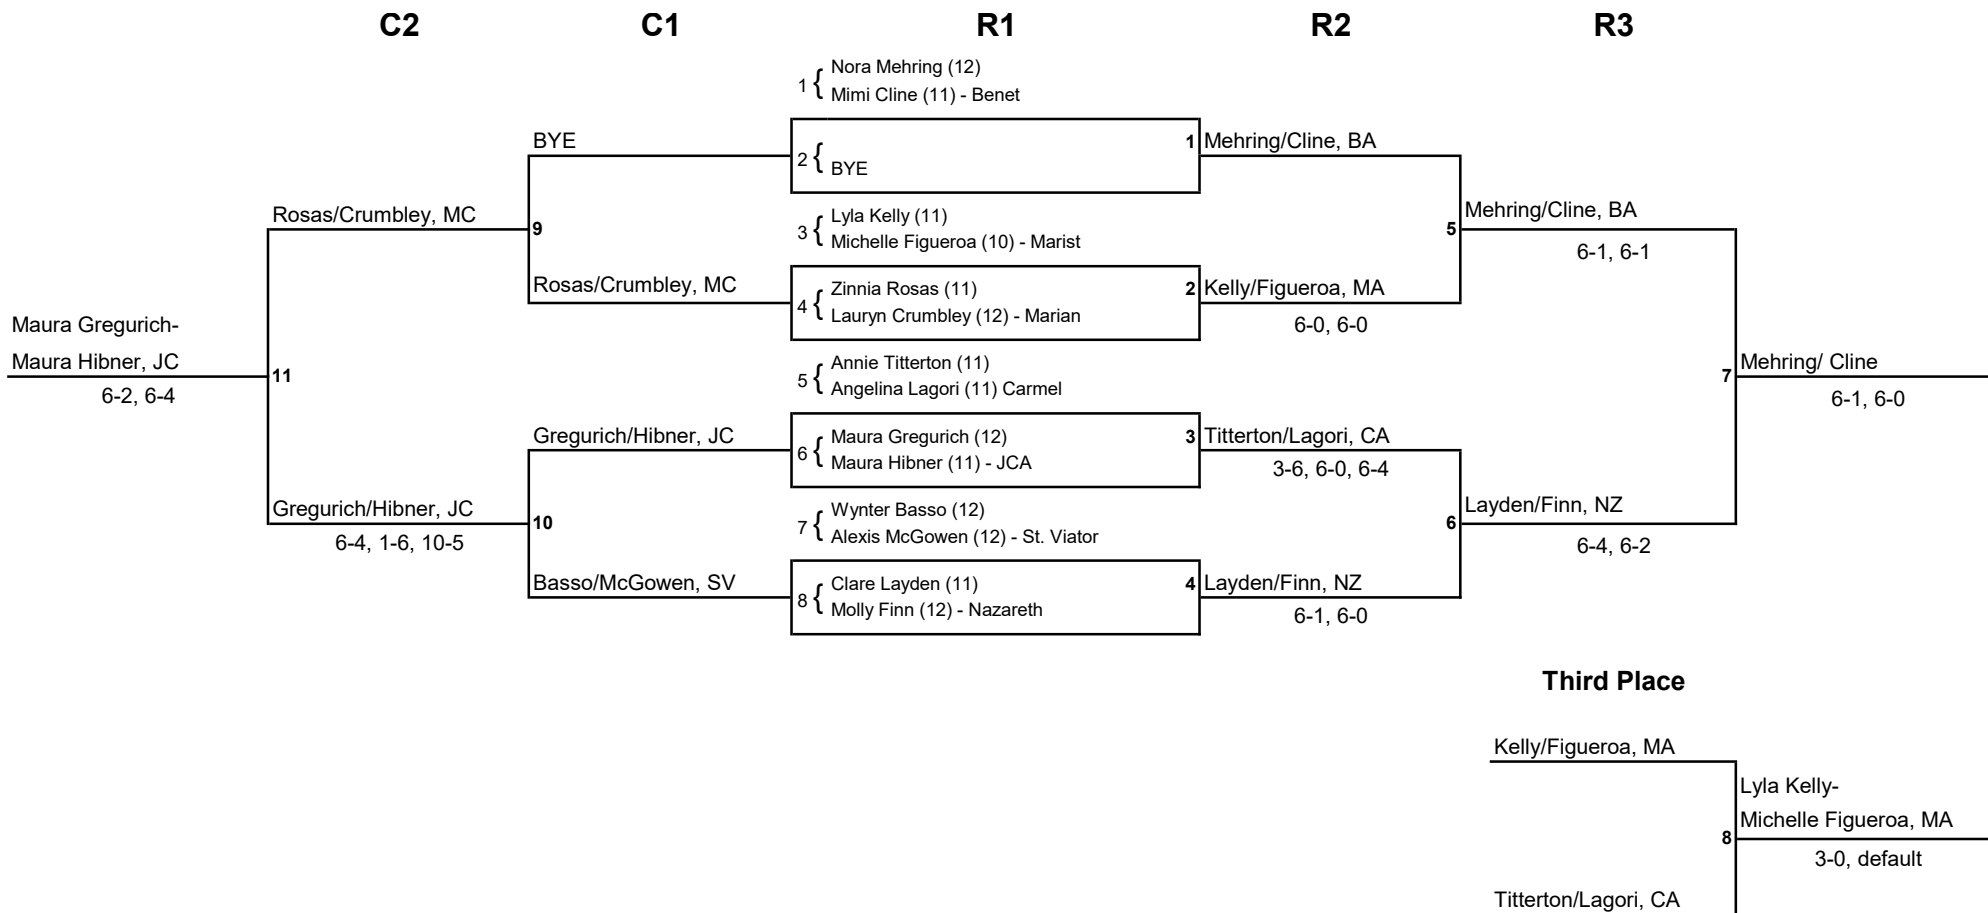 C2 C1 R1 R2 R3
Nora Mehring (12)
1 { Mimi Cline (11) - Benet
BYE 1 Mehring/Cline, BA
2 { BYE
Rosas/Crumbley, MC Lyla Kelly (11) Mehring/Cline, BA
9 3 { Michelle Figueroa (10) - Marist 5
6-1, 6-1
Rosas/Crumbley, MC Zinnia Rosas (11) 2 Kelly/Figueroa, MA
4 { Lauryn Crumbley (12) - Marian 6-0, 6-0
Maura Gregurich-
Maura Hibner, JC Annie Titterton (11) Mehring/ Cline
11 5 { Angelina Lagori (11) Carmel 7
6-2, 6-4 6-1, 6-0
Gregurich/Hibner, JC Maura Gregurich (12) 3 Titterton/Lagori, CA
6 { Maura Hibner (11) - JCA 3-6, 6-0, 6-4
Gregurich/Hibner, JC Wynter Basso (12) Layden/Finn, NZ
10 7 { Alexis McGowen (12) - St. Viator 6
6-4, 1-6, 10-5 6-4, 6-2
Basso/McGowen, SV Clare Layden (11) 4 Layden/Finn, NZ
8 { Molly Finn (12) - Nazareth 6-1, 6-0
Third Place
Kelly/Figueroa, MA
Lyla Kelly-
Michelle Figueroa, MA
8
3-0, default
Titterton/Lagori, CA